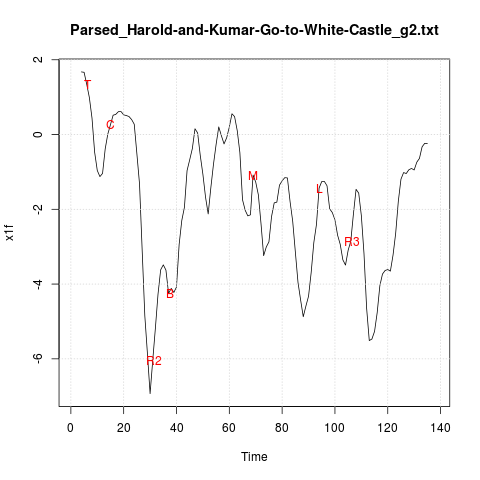 Parsed_Harold-and-Kumar-Go-to-White-Castle_g2.txt
2
T
C
0
M
L
-2
x1f
R3
B
-4
R2
-6
0 20 40 60 80 100 120 140
Time